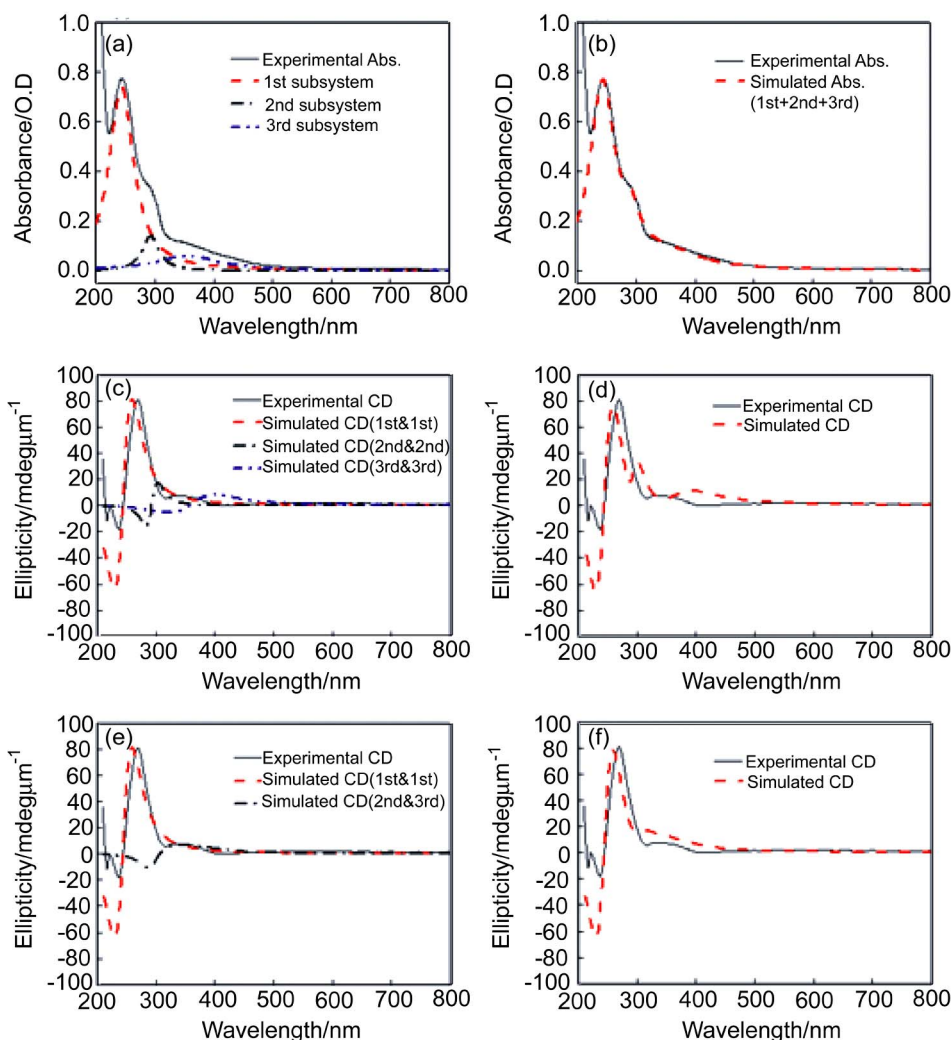 (a)
Experimental Abs.
1st subsystem
2nd subsystem
3rd subsystem
Absorbance/O.D
1.0
0.8
0.6
0.4
0.2
0.0
200 300 400 500 600 700 800
Wavelength/nm
(b)
Experimental Abs.
Simulated Abs.
(1st+2nd+3rd)
Absorbance/O.D
1.0
0.8
0.6
0.4
0.2
0.0
200 300 400 500 600 700 800
Wavelength/nm
(c)
Experimental CD
Simulated CD(1st&1st)
Simulated CD(2nd&2nd)
Simulated CD(3rd&3rd)
Ellipticity/mdegμm⁻¹
100
80
60
40
20
0
-20
-40
-60
-80
-100
200 300 400 500 600 700 800
Wavelength/nm
(d)
Experimental CD
Simulated CD
Ellipticity/mdegμm⁻¹
100
80
60
40
20
0
-20
-40
-60
-80
-100
200 300 400 500 600 700 800
Wavelength/nm
(e)
Experimental CD
Simulated CD(1st&1st)
Simulated CD(2nd&3rd)
Ellipticity/mdegμm⁻¹
100
80
60
40
20
0
-20
-40
-60
-80
-100
200 300 400 500 600 700 800
Wavelength/nm
(f)
Experimental CD
Simulated CD
Ellipticity/mdegμm⁻¹
100
80
60
40
20
0
-20
-40
-60
-80
-100
200 300 400 500 600 700 800
Wavelength/nm